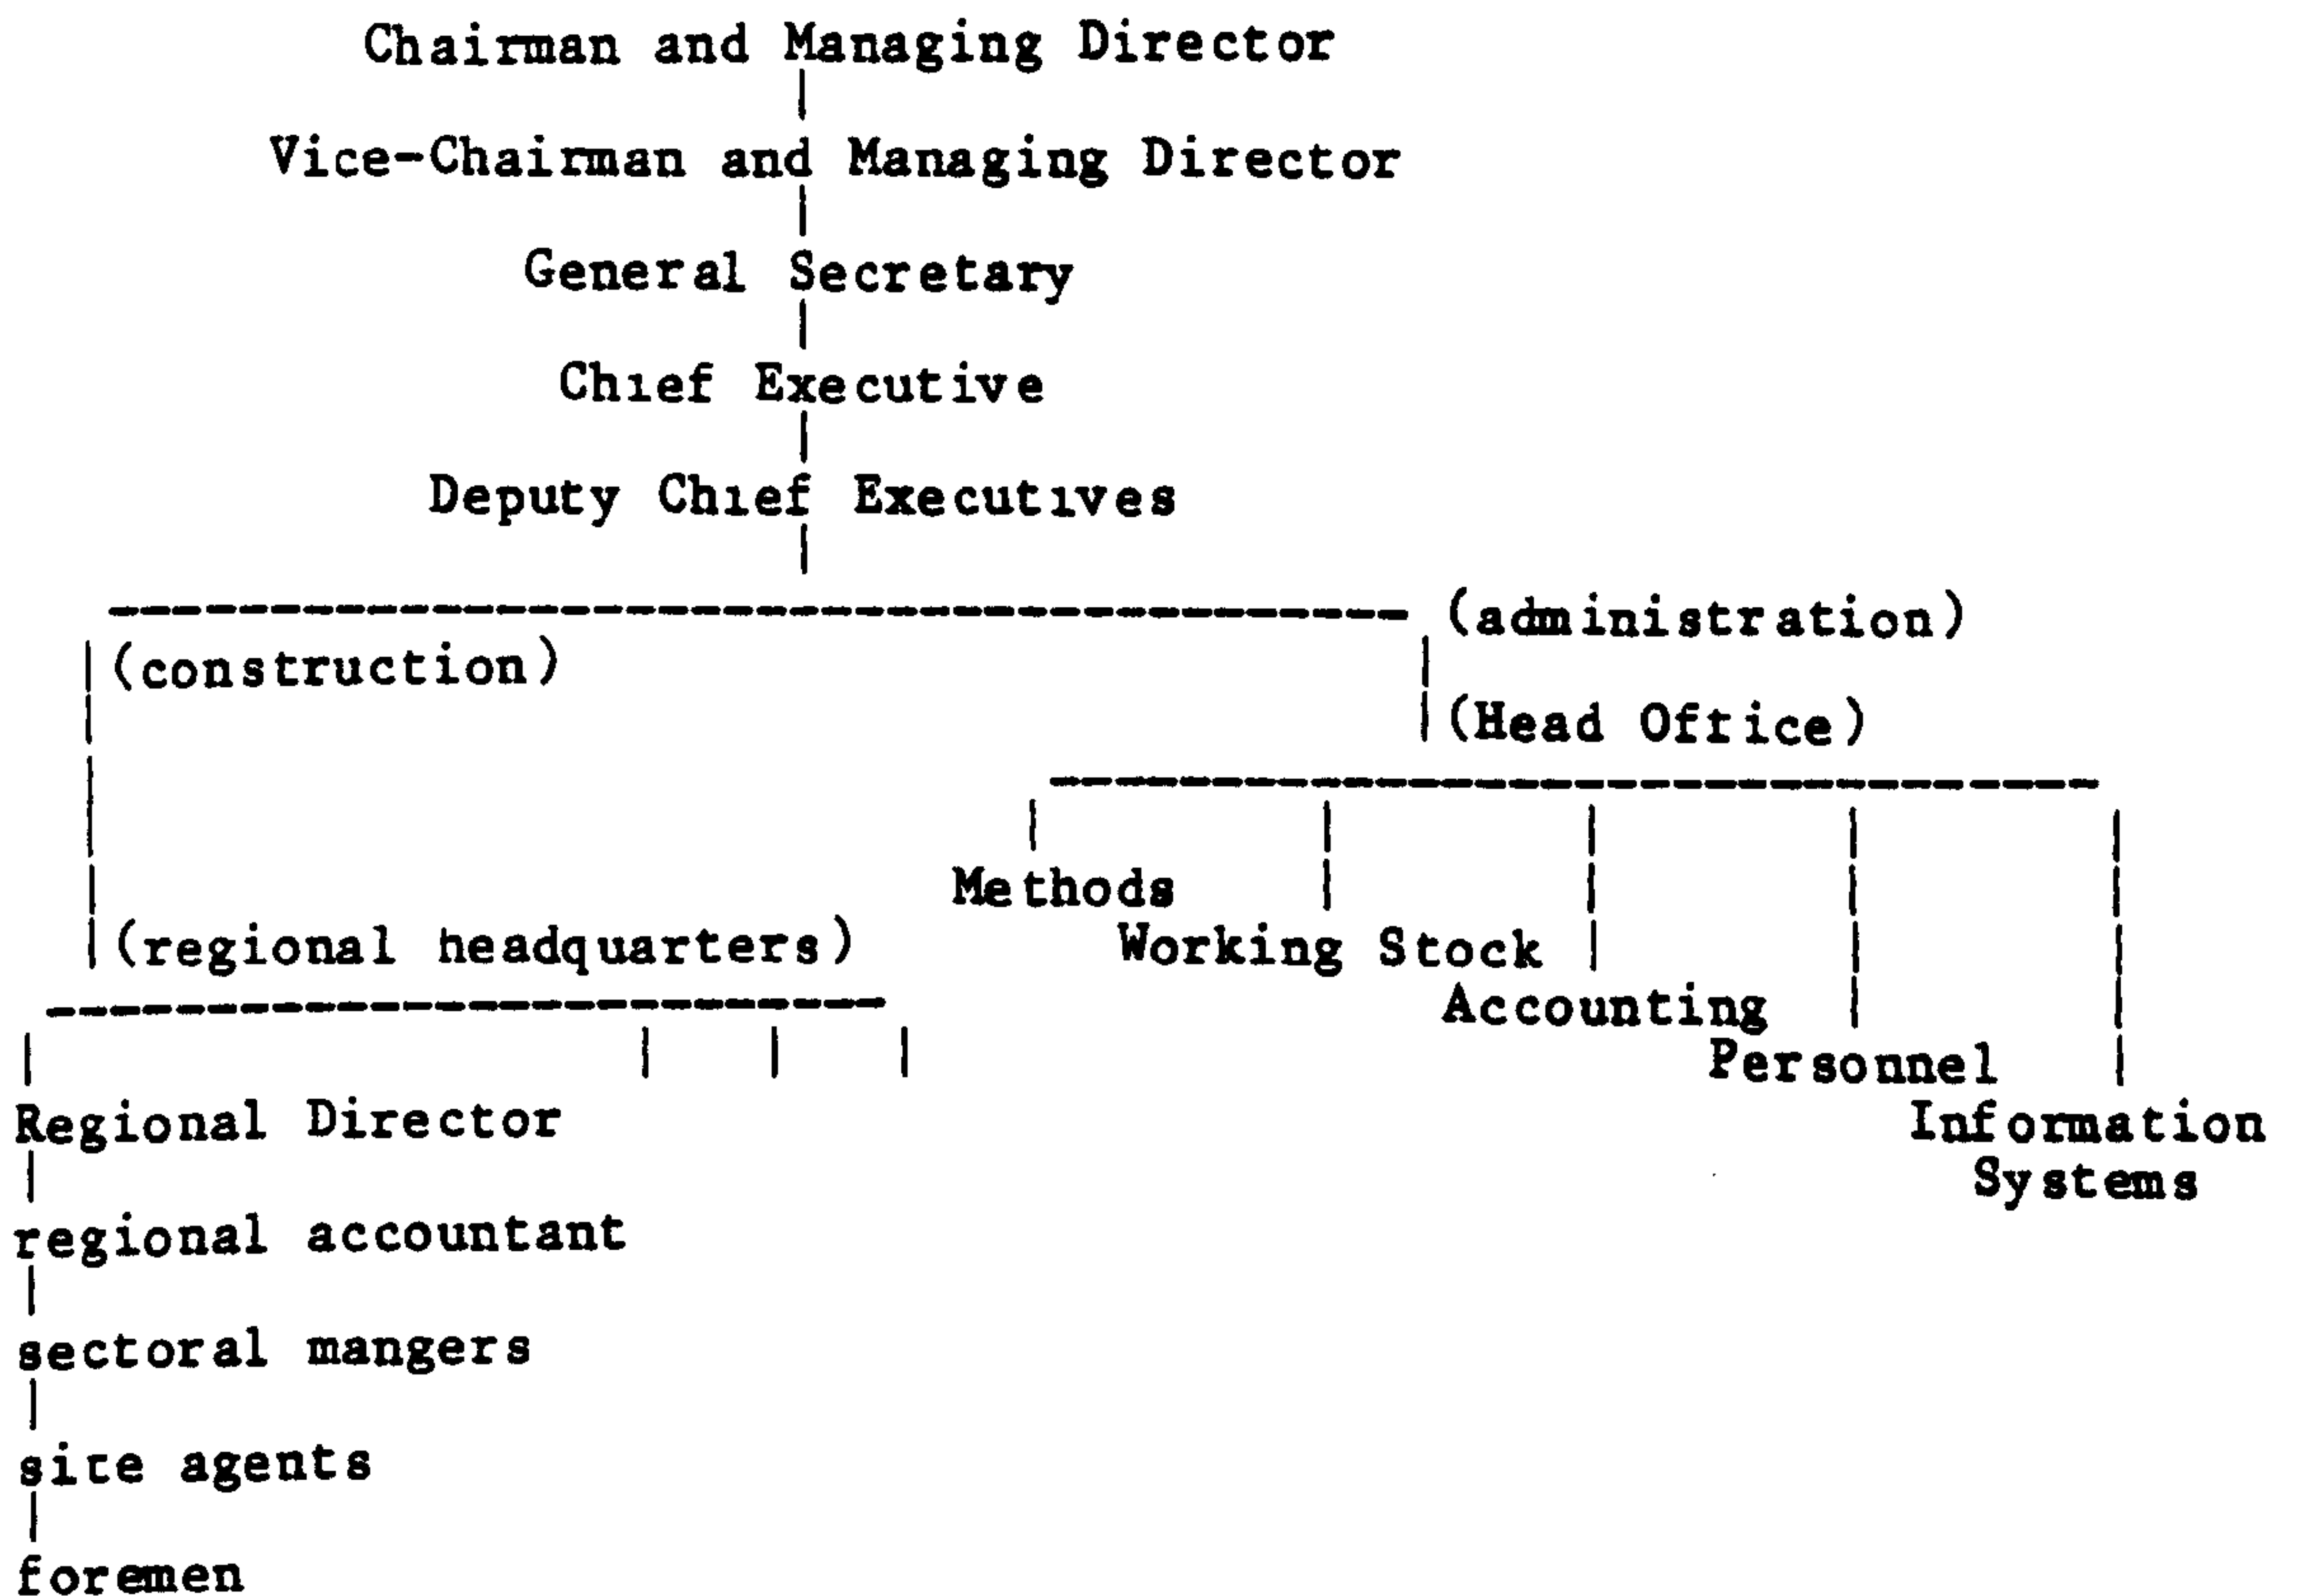 Chairman and Managing Director
Vice-Chairman and Managing Director
General Secretary
Chief Executive
Deputy Chief Executives
(administration)
(construction)
(Head Office)
Methods
(regional headquarters)
Working Stock
Accounting
Personnel
Regional Director
Information
Systems
regional accountant
sectoral mangers
site agents
foremen